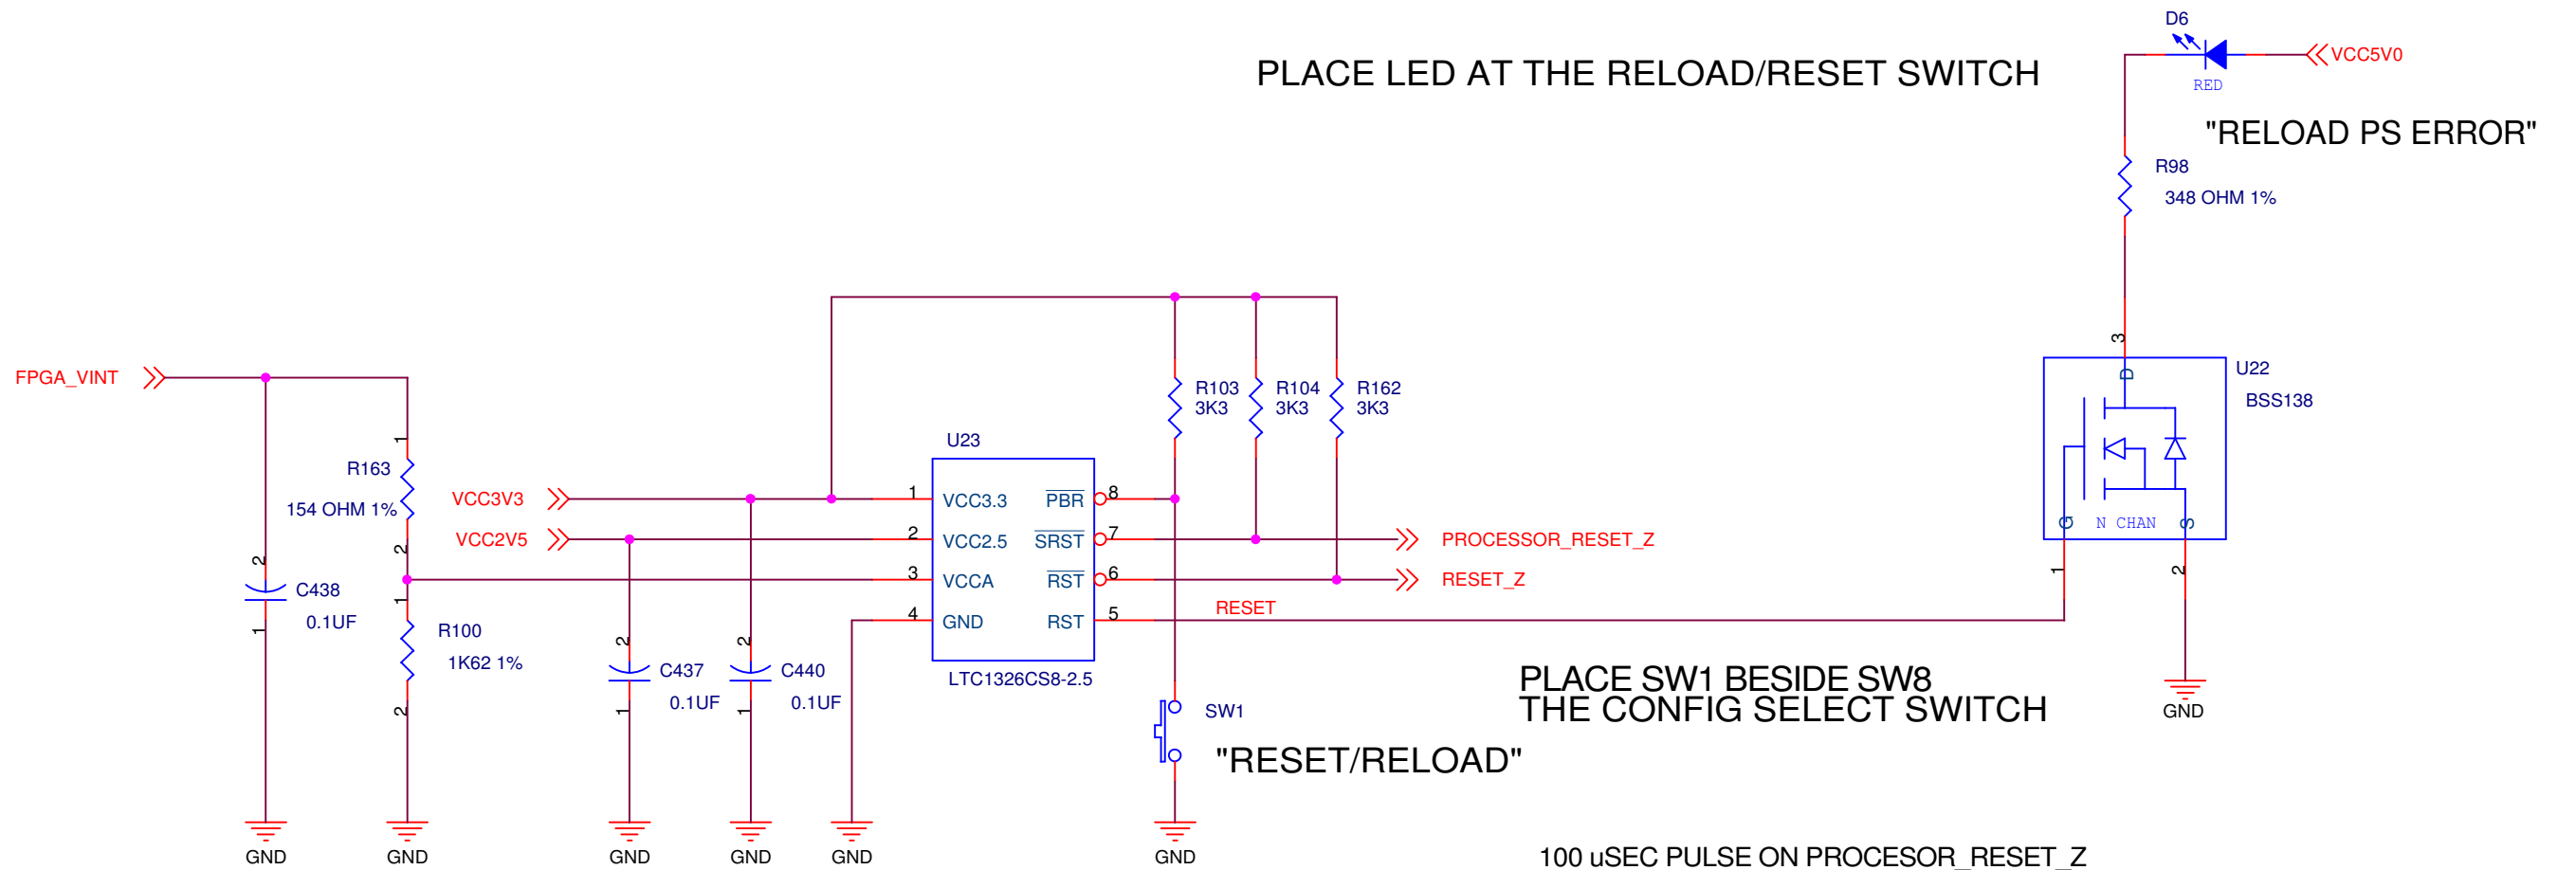 D6
PLACE LED AT THE RELOAD/RESET SWITCH
VCC5V0
RED
"RELOAD PS ERROR"
R98
348 OHM 1%
3
U22
BSS138
D
G
N CHAN
S
1
2
GND
FPGA_VINT
1
R163
154 OHM 1%
2
1
R100
1K62 1%
2
GND
2
C438
0.1UF
1
GND
VCC3V3
VCC2V5
2
C437
0.1UF
1
GND
2
C440
0.1UF
1
GND
R103
3K3
R104
3K3
R162
3K3
U23
1
VCC3.3
PBR
8
2
VCC2.5
SRST
7
PROCESSOR_RESET_Z
3
VCCA
RST
6
RESET_Z
4
GND
RST
5
RESET
LTC1326CS8-2.5
GND
SW1
"RESET/RELOAD"
GND
PLACE SW1 BESIDE SW8
THE CONFIG SELECT SWITCH
100 uSEC PULSE ON PROCESOR_RESET_Z